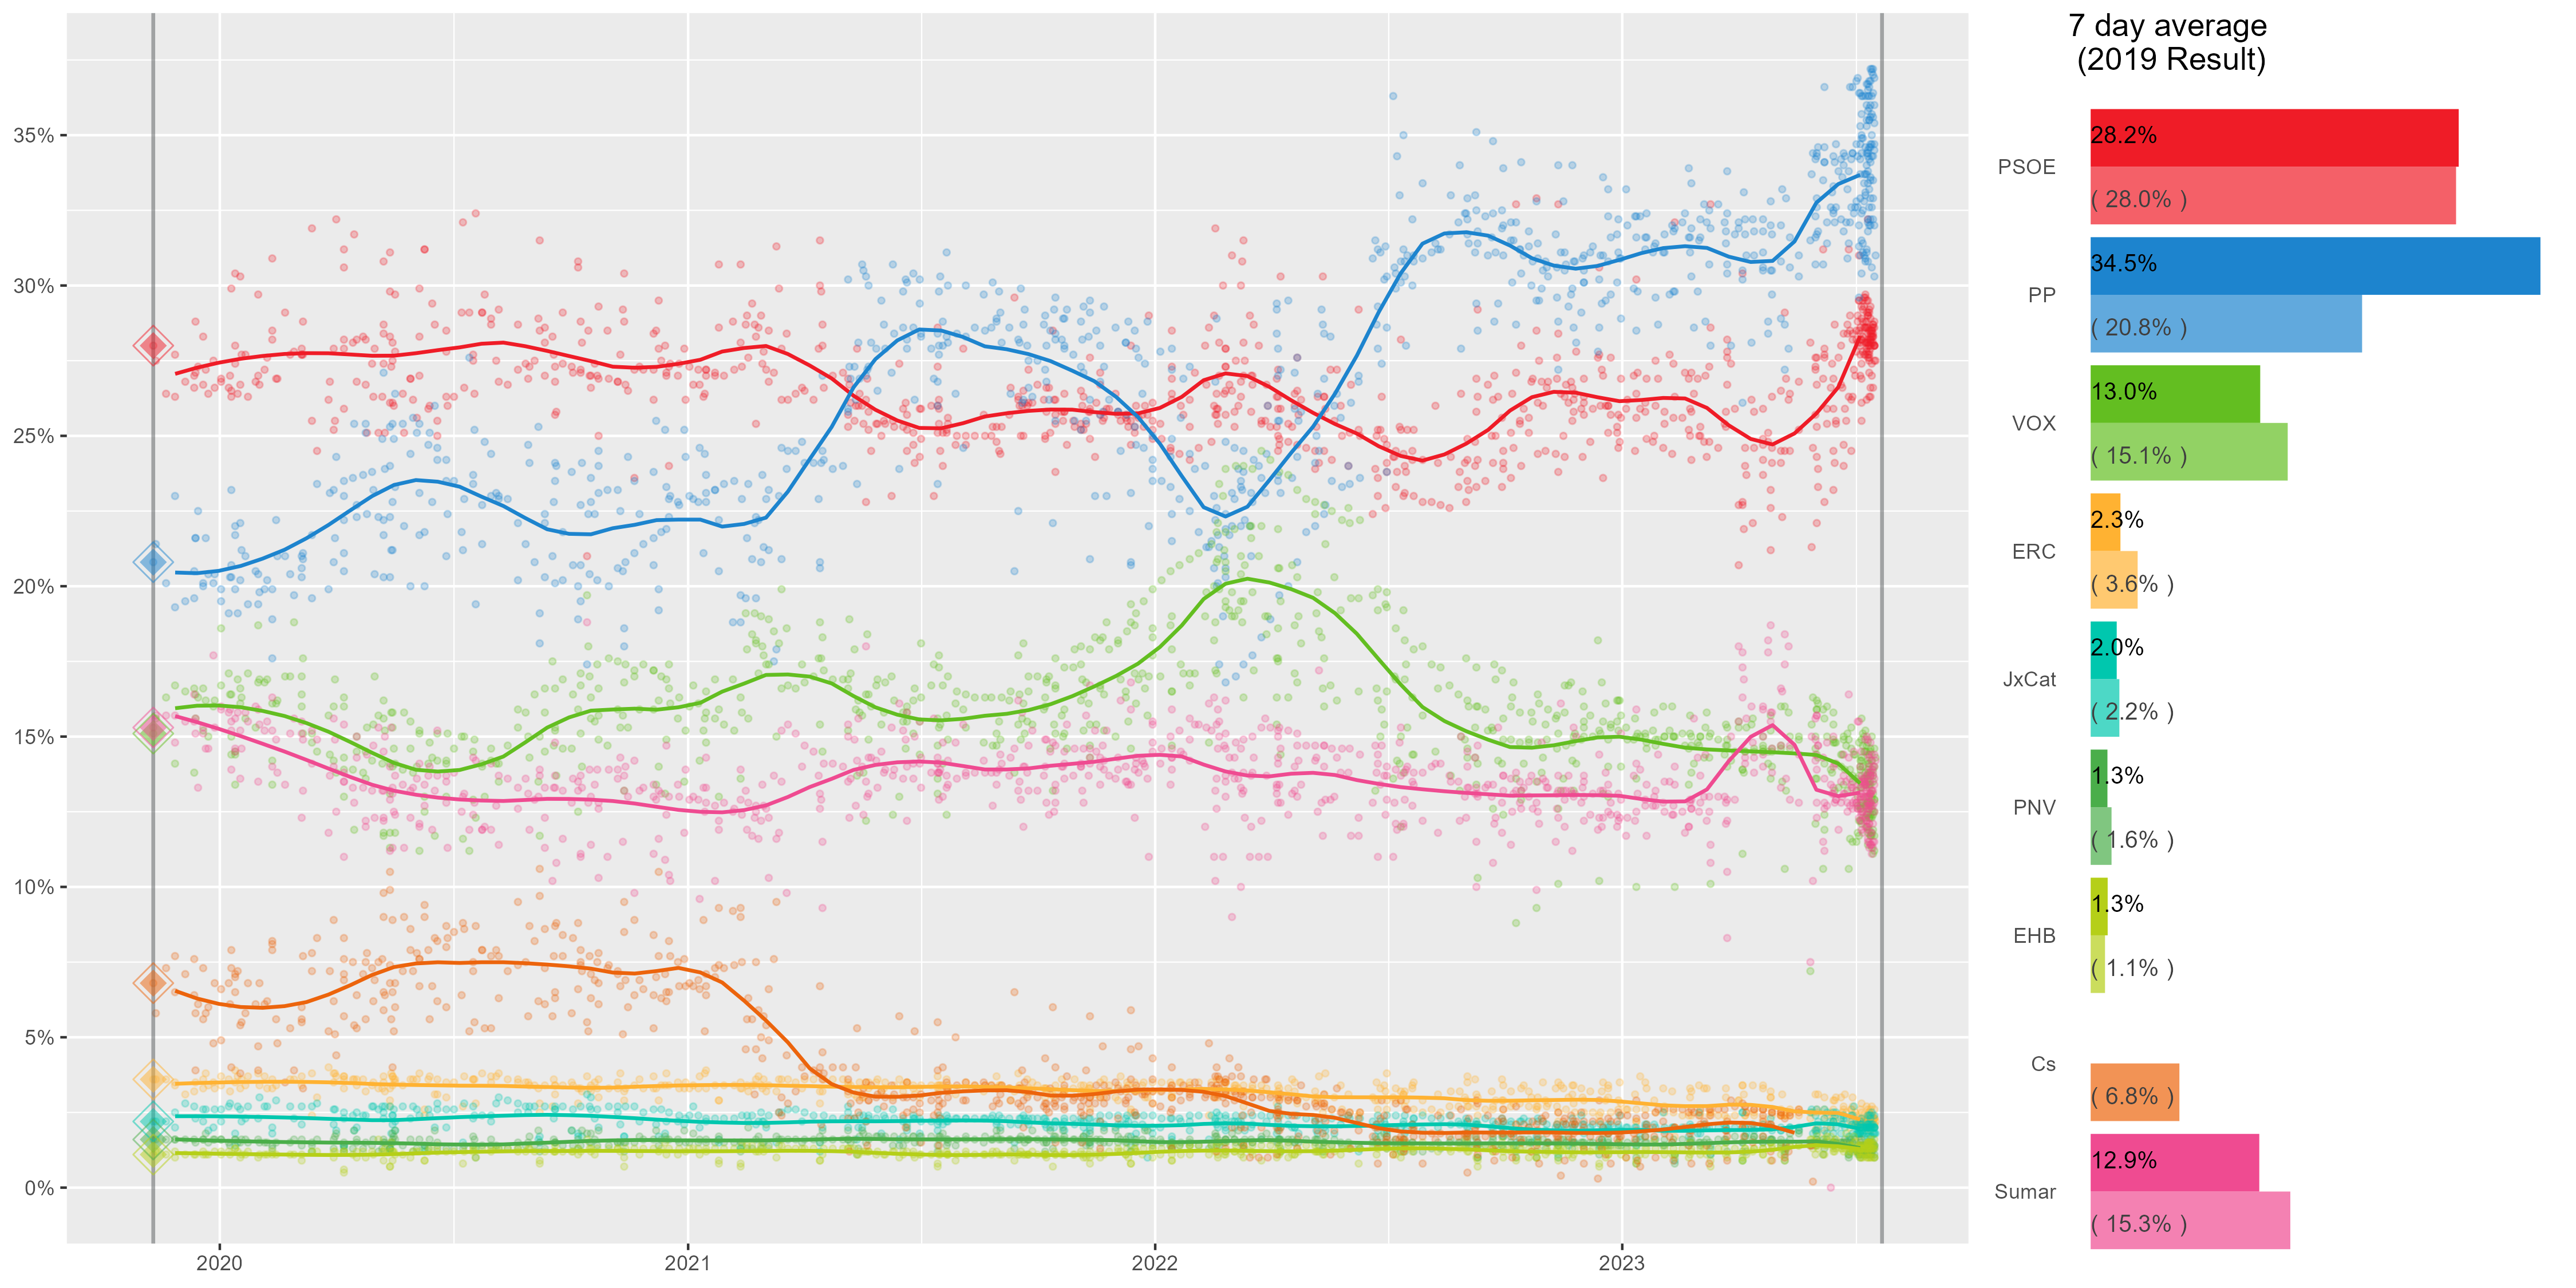 35%
30%
25%
20%
15%
10%
5%
0%
2020
2021
2022
2023
7 day average
(2019 Result)
PSOE
28.2%
( 28.0% )
PP
34.5%
( 20.8% )
VOX
13.0%
( 15.1% )
ERC
2.3%
( 3.6% )
JxCat
2.0%
( 2.2% )
PNV
1.3%
( 1.6% )
EHB
1.3%
( 1.1% )
Cs
( 6.8% )
Sumar
12.9%
( 15.3% )